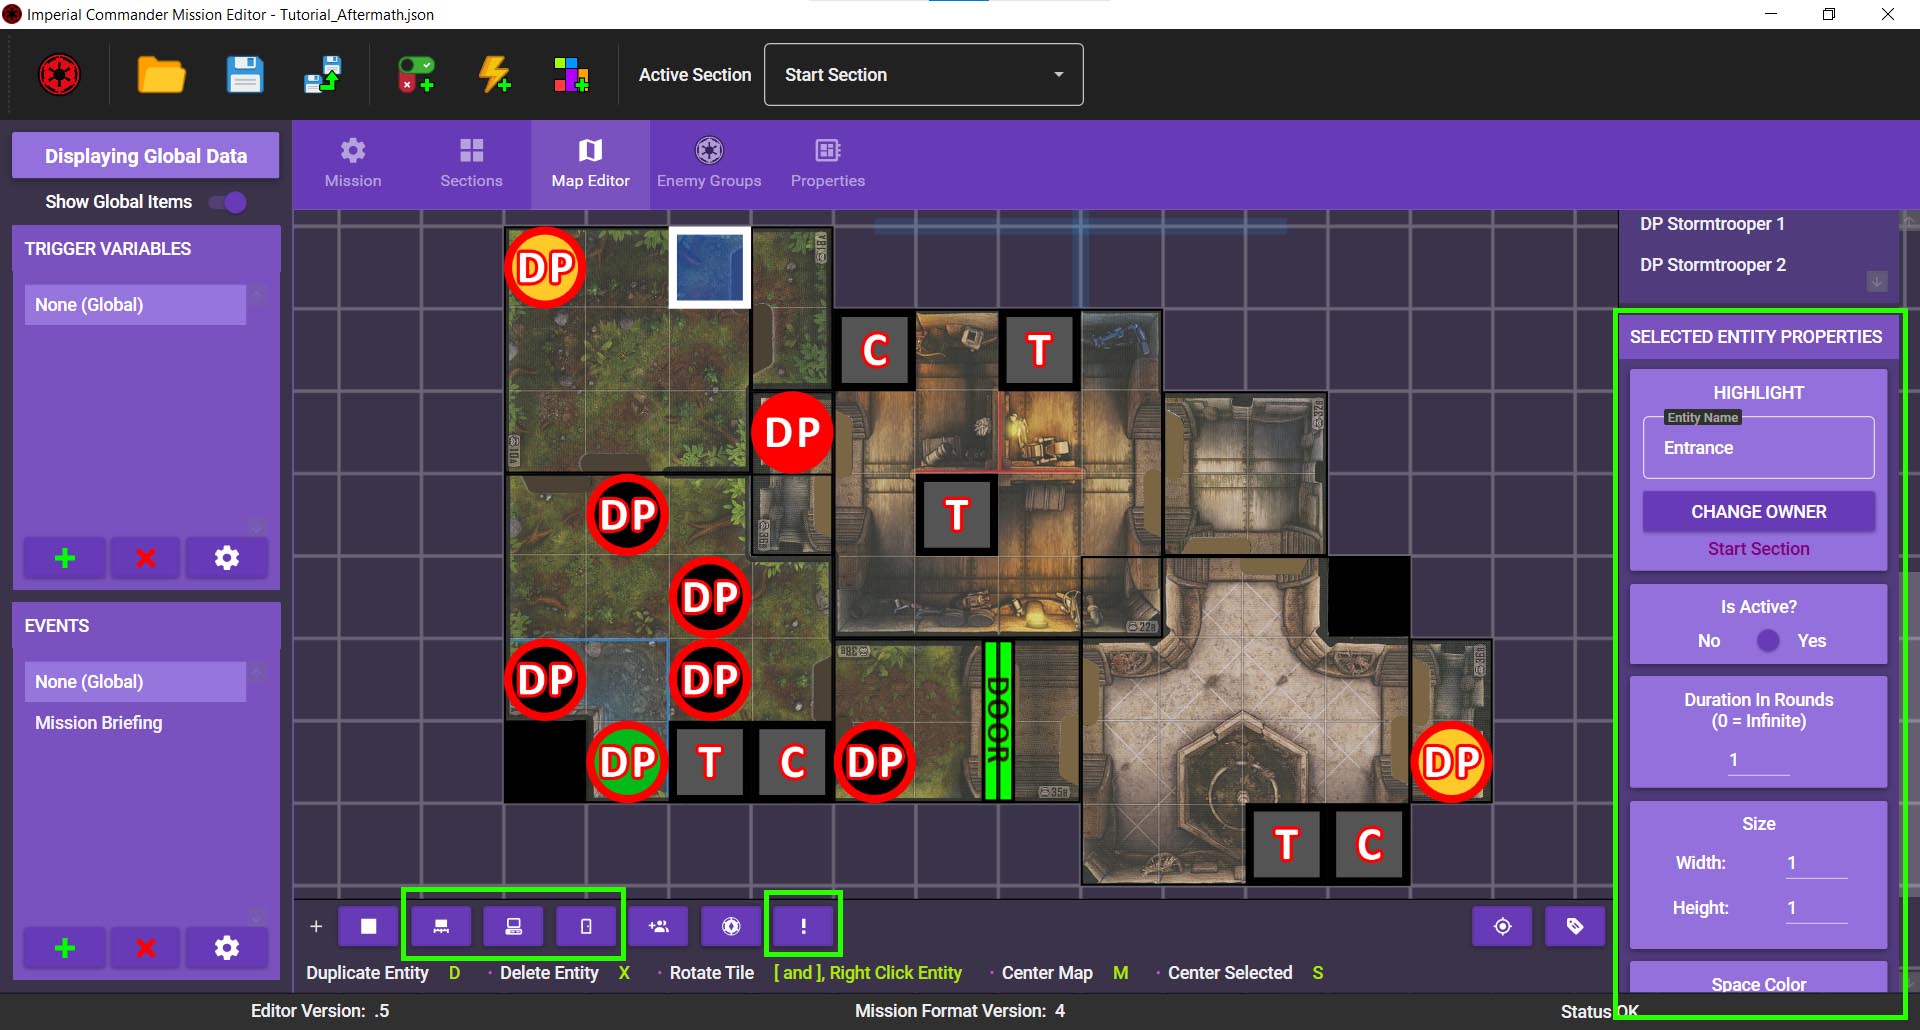 Imperial Commander Mission Editor - Tutorial_Aftermath.json
Active Section
Start Section
Displaying Global Data
Show Global Items
TRIGGER VARIABLES
None (Global)
EVENTS
None (Global)
Mission Briefing
Mission
Sections
Map Editor
Enemy Groups
Properties
DP
C
T
DP
DP
T
DP
DP
DP
DOOR
DP
T
C
DP
DP
T
C
10A
38B
22B
35B
DP Stormtrooper 1
DP Stormtrooper 2
SELECTED ENTITY PROPERTIES
HIGHLIGHT
Entity Name
Entrance
CHANGE OWNER
Start Section
Is Active?
No Yes
Duration In Rounds
(0 = Infinite)
1
Size
Width: 1
Height: 1
Space Color
Duplicate Entity D · Delete Entity X · Rotate Tile [ and ], Right Click Entity · Center Map M · Center Selected S
Editor Version: .5
Mission Format Version: 4
Status OK